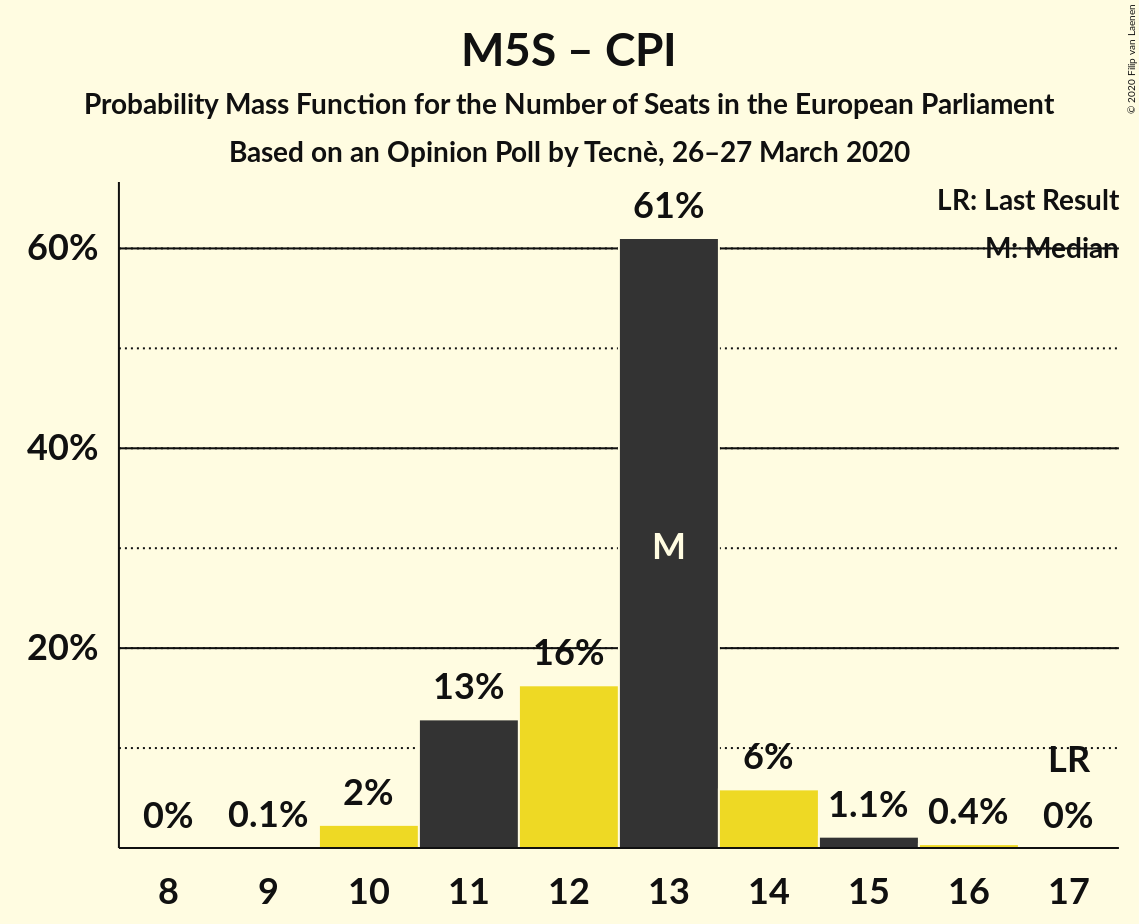 M5S – CPI
Probability Mass Function for the Number of Seats in the European Parliament
Based on an Opinion Poll by Tecnè, 26–27 March 2020
© 2020 Filip van Laenen
LR: Last Result
M: Median
60%
40%
20%
0%
0.1%
2%
13%
16%
61%
M
6%
1.1%
0.4%
LR
0%
8
9
10
11
12
13
14
15
16
17